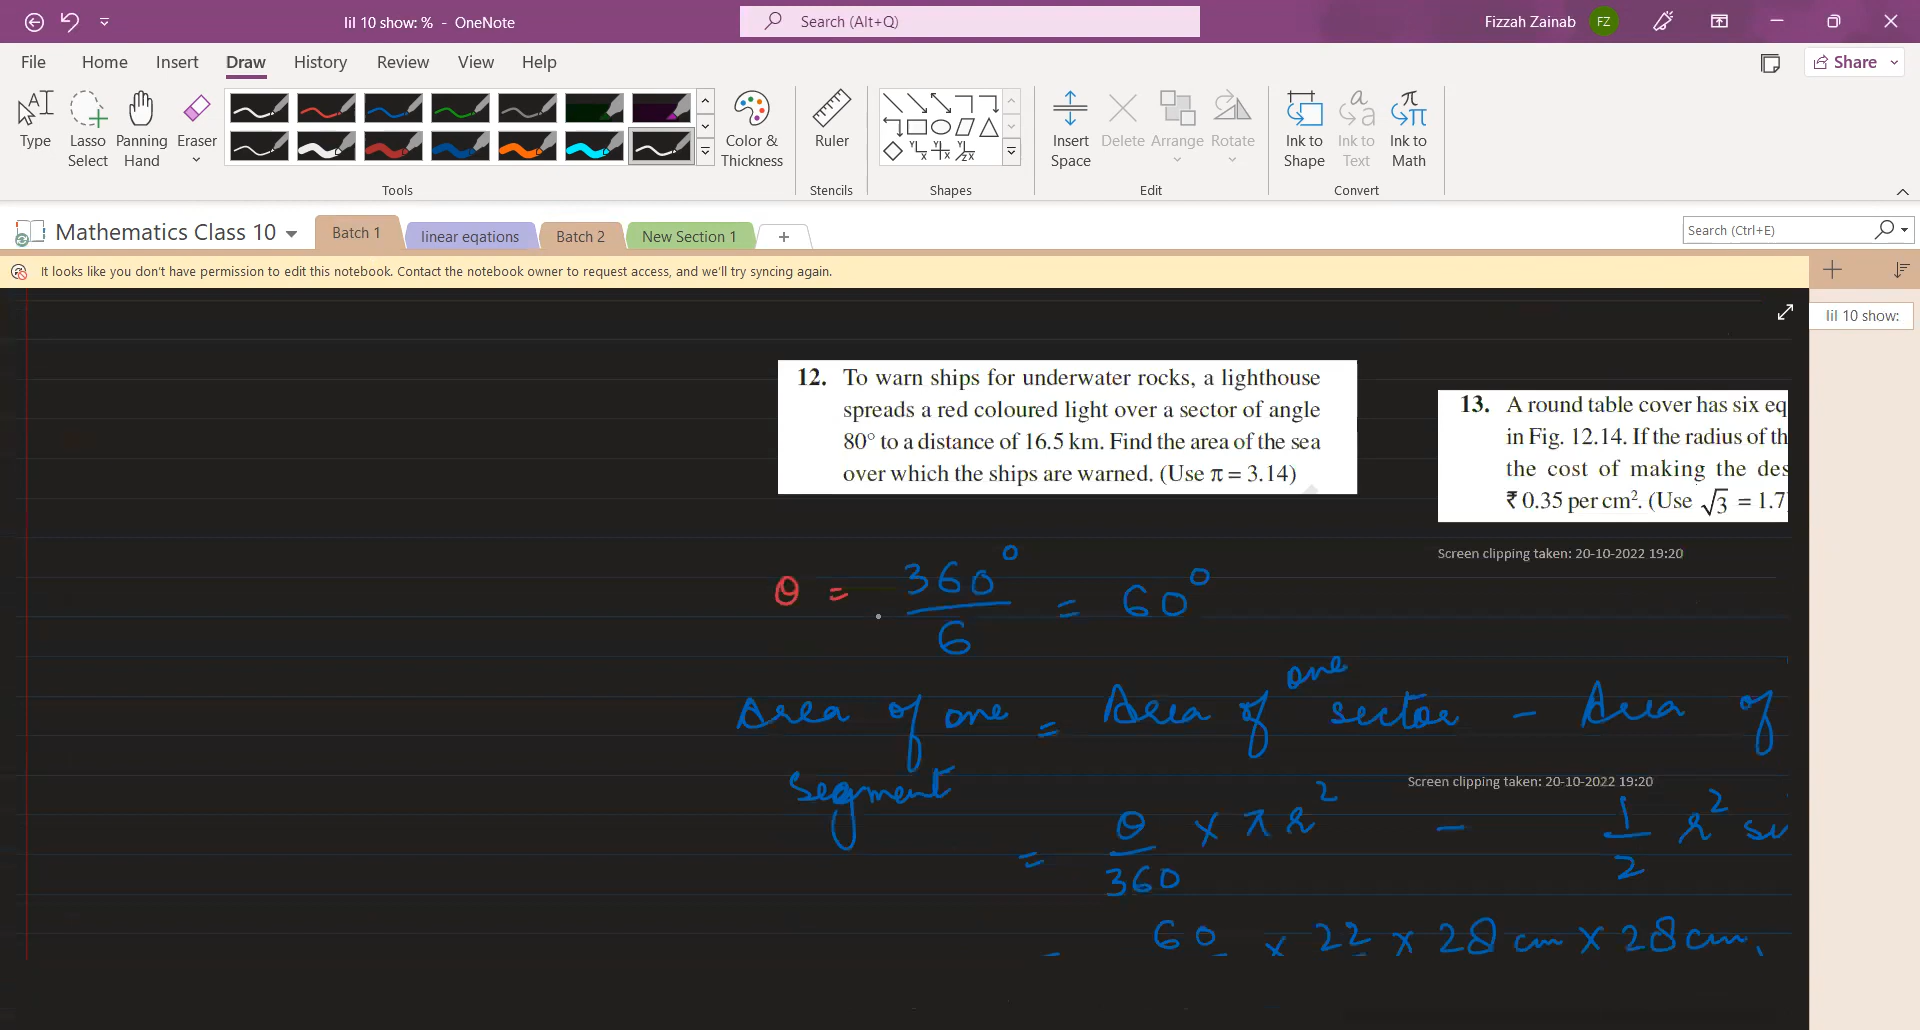 lil 10 show: % - OneNote
Search (Alt+Q)
Fizzah Zainab
FZ
File Home Insert Draw History Review View Help
Share
Type
Lasso Select
Panning Hand
Eraser
Color & Thickness
Ruler
Insert Space
Delete
Arrange
Rotate
Ink to Shape
Ink to Text
Ink to Math
Tools
Stencils
Shapes
Edit
Convert
Mathematics Class 10
Batch 1
linear eqations
Batch 2
New Section 1
Search (Ctrl+E)
It looks like you don't have permission to edit this notebook. Contact the notebook owner to request access, and we'll try syncing again.
lil 10 show:
12. To warn ships for underwater rocks, a lighthouse
spreads a red coloured light over a sector of angle
80° to a distance of 16.5 km. Find the area of the sea
over which the ships are warned. (Use π = 3.14)
13. A round table cover has six eq
in Fig. 12.14. If the radius of th
the cost of making the des
₹ 0.35 per cm². (Use √3 = 1.7
Screen clipping taken: 20-10-2022 19:20
θ = 360°/6 = 60°
Area of one segment = Area of one sector - Area of
Screen clipping taken: 20-10-2022 19:20
= θ/360 × πr² - 1/2 r² si
= 60 × 22 × 28 cm × 28 cm